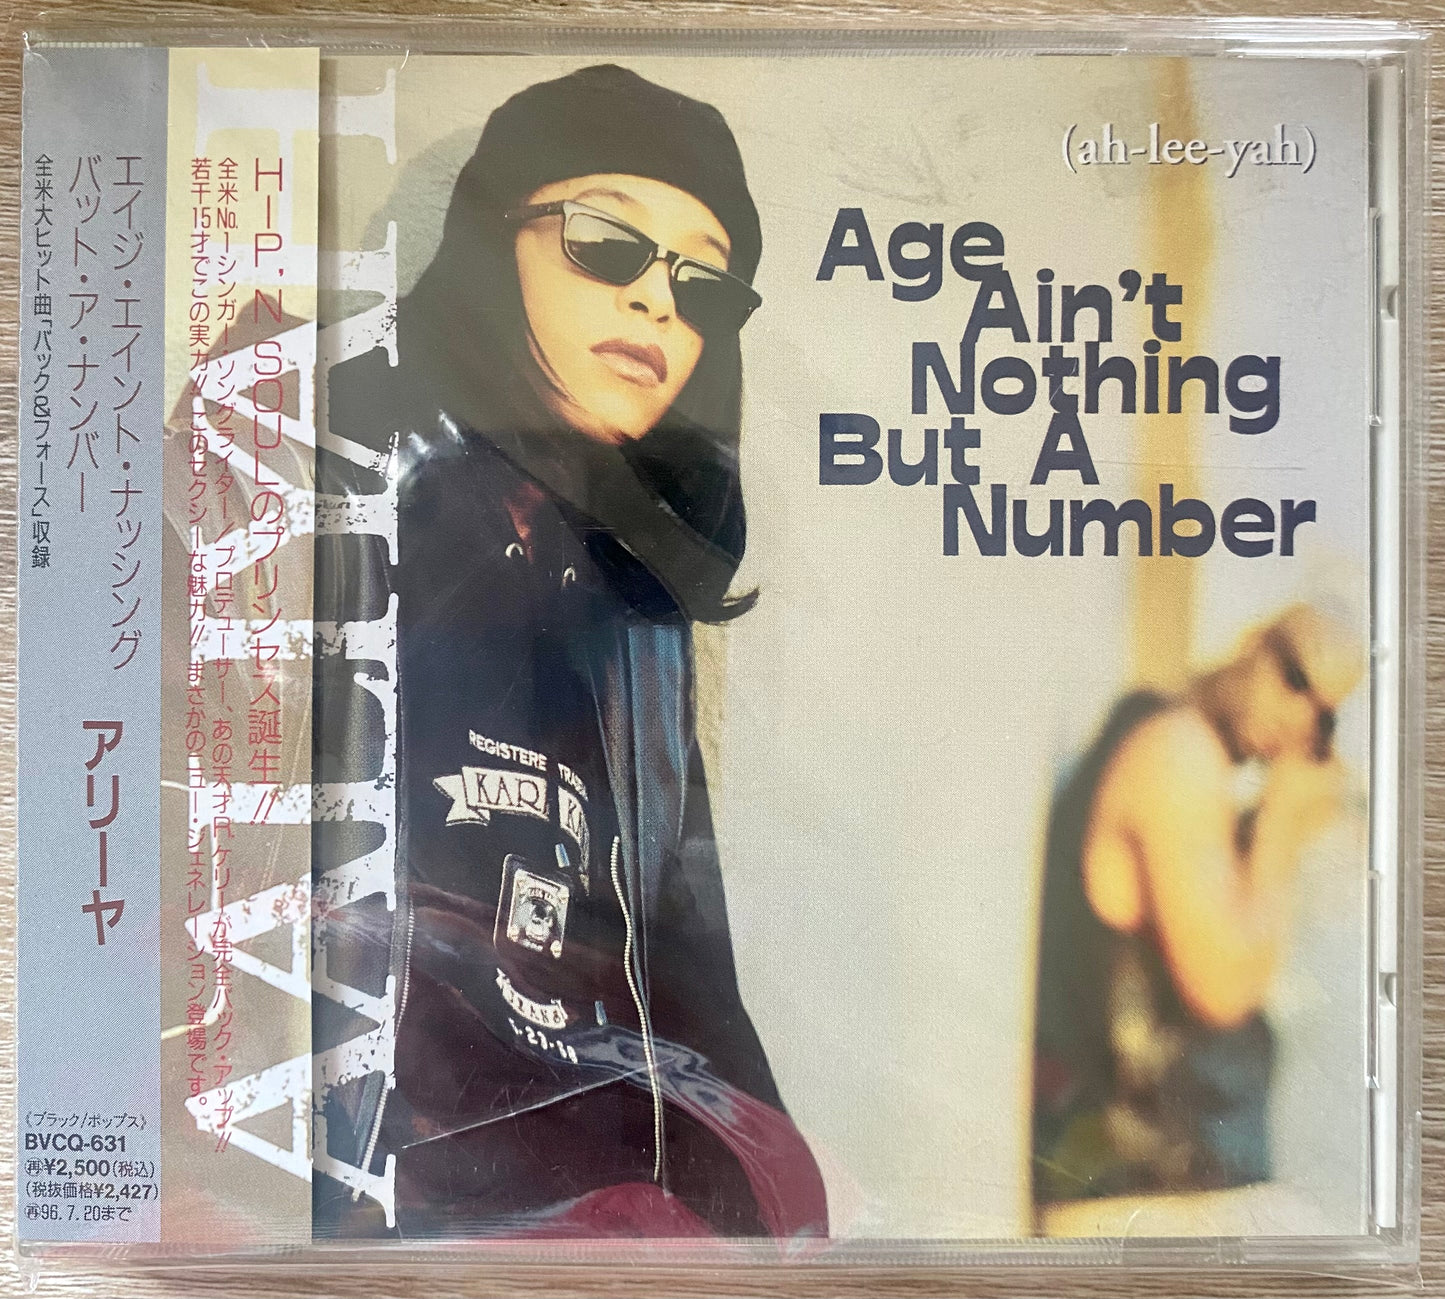 エイジ・エイント・ナッシング
バット・ア・ナンバー
全米大ヒット曲「バック&フォース」収録
アリーヤ
《ブラック/ポップス》
BVCQ-631
再¥2,500(税込)
(税抜価格¥2,427)
再96.7.20まで
HIP,N SOULのプリンセス誕生!!
全米No.1シンガー・ソングライター/プロデューサー、あの天才R.ケリーが完全バック・アップ!!
若干15才でこの実力!! このセクシーな魅力!! まさかのニュー・ジェネレーション登場です。
AALIYAH
(ah-lee-yah)
Age
Ain't
Nothing
But A
Number
REGISTERE TRAD
KAR KA
5-23-68